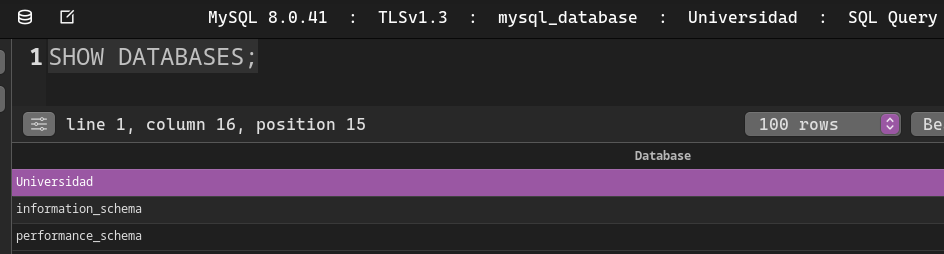 MySQL 8.0.41 : TLSv1.3 : mysql_database : Universidad : SQL Query
1 SHOW DATABASES;
line 1, column 16, position 15 100 rows Be
Database
Universidad
information_schema
performance_schema